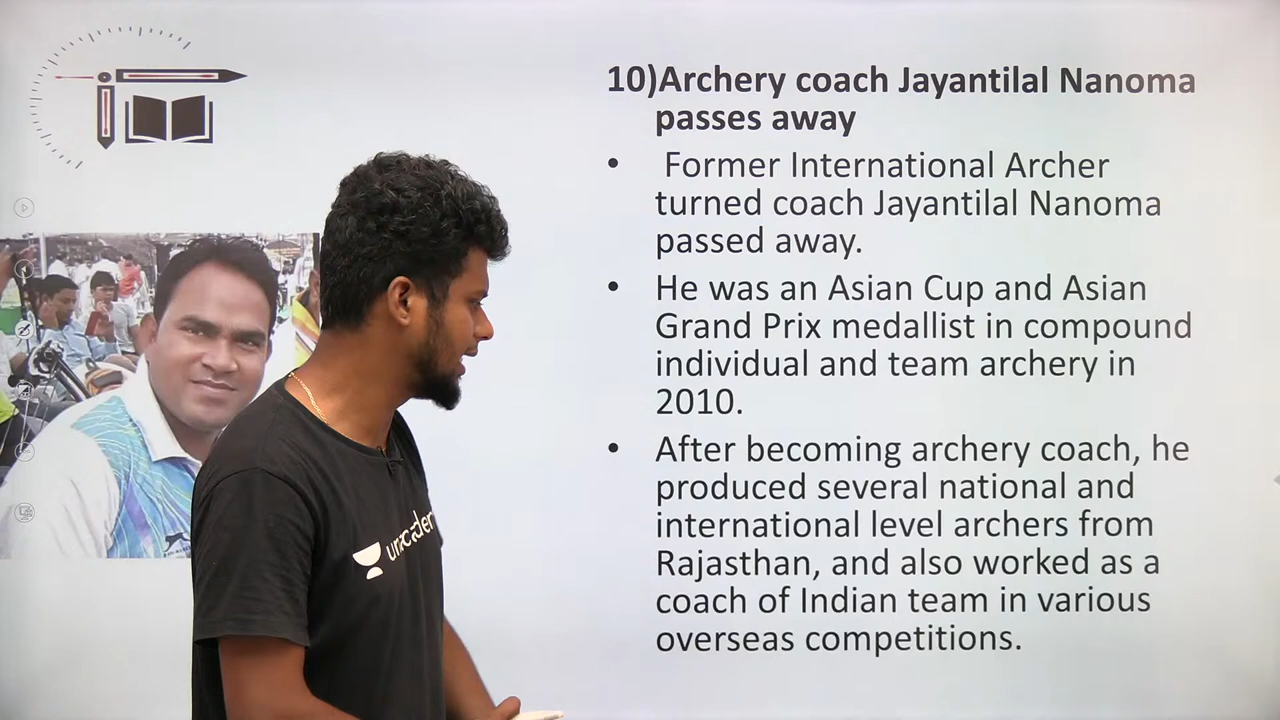 10)Archery coach Jayantilal Nanoma
passes away
• Former International Archer
turned coach Jayantilal Nanoma
passed away.
• He was an Asian Cup and Asian
Grand Prix medallist in compound
individual and team archery in
2010.
• After becoming archery coach, he
produced several national and
international level archers from
Rajasthan, and also worked as a
coach of Indian team in various
overseas competitions.